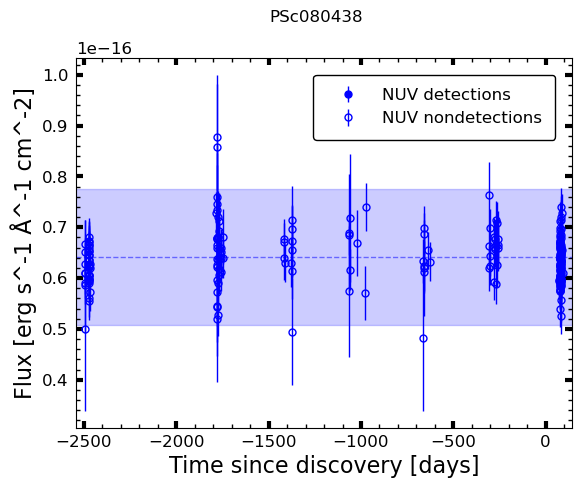 PSc080438
1e−16
NUV detections
NUV nondetections
1.0
0.9
0.8
0.7
0.6
0.5
0.4
Flux [erg s^-1 Å^-1 cm^-2]
−2500 −2000 −1500 −1000 −500 0
Time since discovery [days]